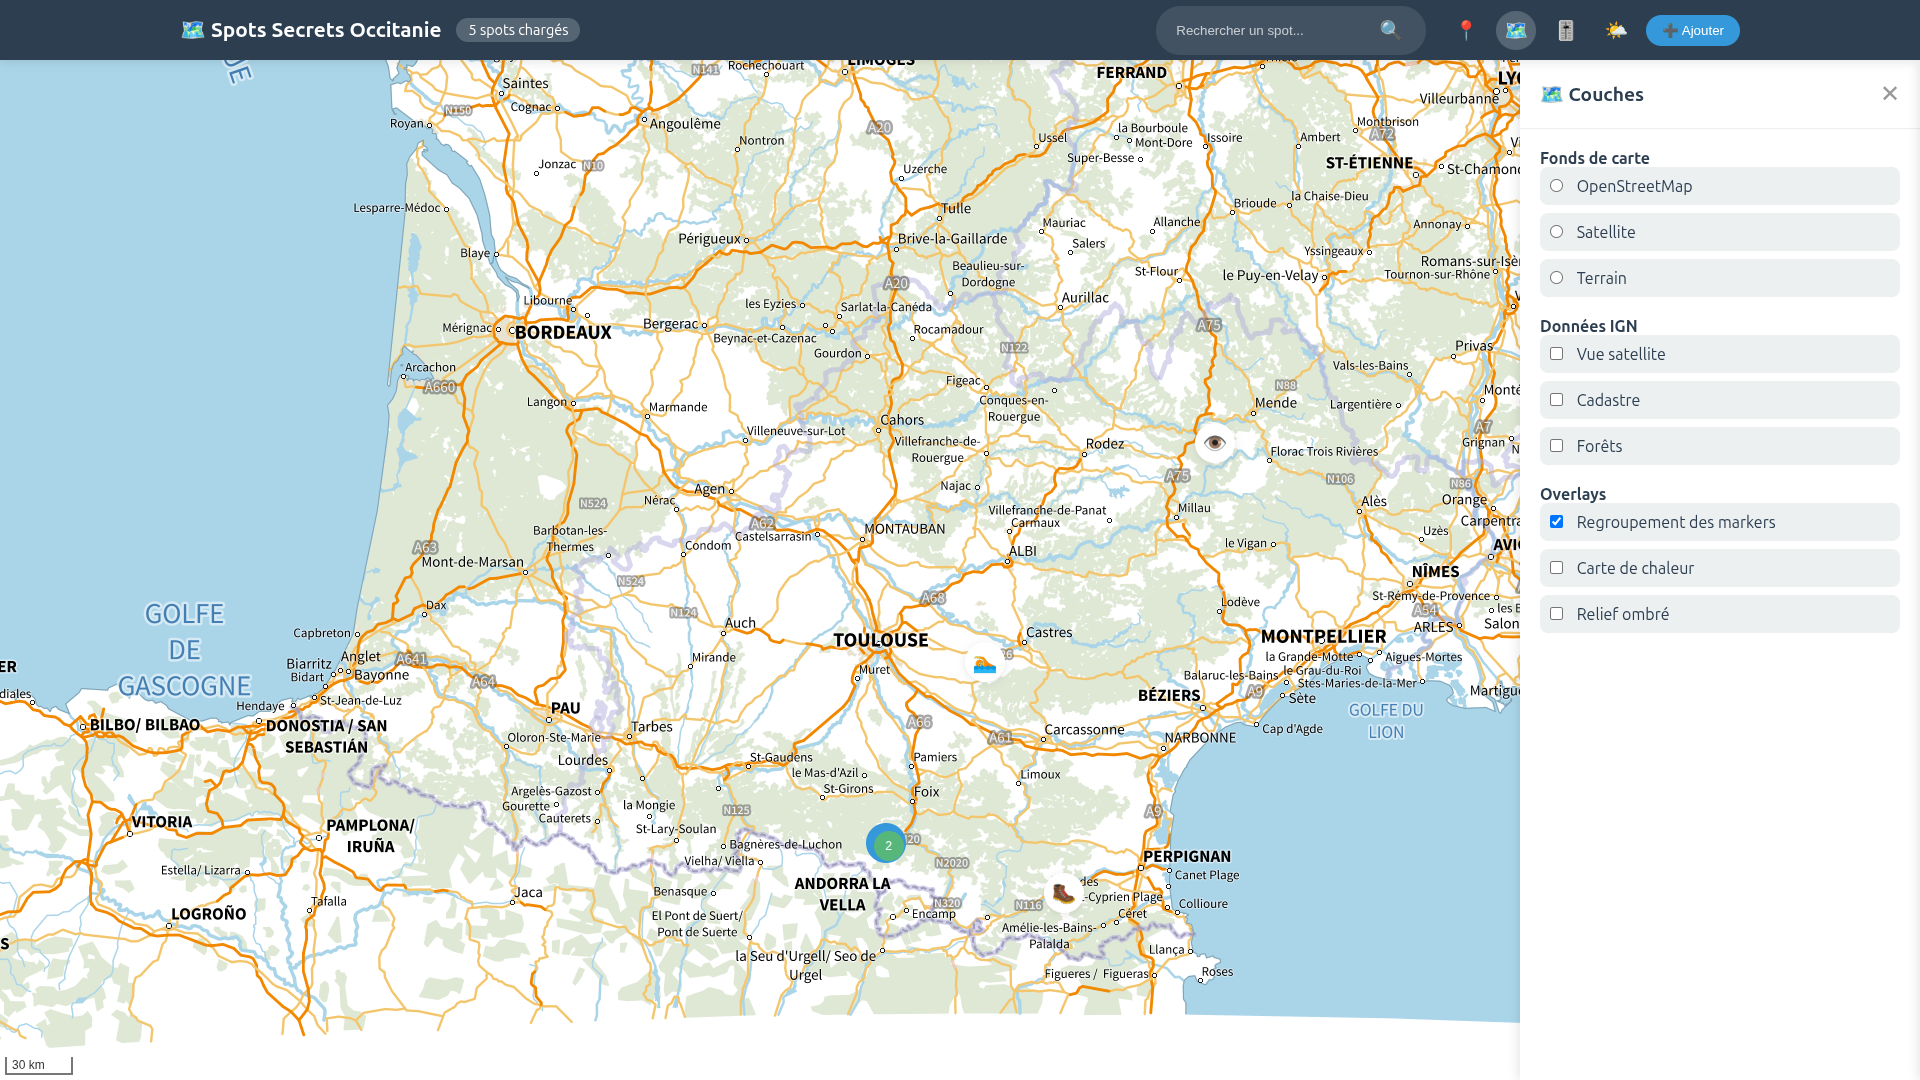 Spots Secrets Occitanie
5 spots chargés
Rechercher un spot...
Ajouter
Couches
Fonds de carte
OpenStreetMap
Satellite
Terrain
Données IGN
Vue satellite
Cadastre
Forêts
Overlays
Regroupement des markers
Carte de chaleur
Relief ombré
Saintes
Cognac
N150
Royan
Rochechouart
N141
LIMOGES
FERRAND
Villeurbanne
Angoulême
Nontron
A20
Ussel
la Bourboule
Mont-Dore
Super-Besse
Issoire
Ambert
Montbrison
A72
Jonzac
N10
Uzerche
ST-ÉTIENNE
St-Chamond
Lesparre-Médoc
Tulle
Mauriac
Allanche
Brioude
la Chaise-Dieu
Annonay
Périgueux
Brive-la-Gaillarde
Salers
Yssingeaux
Blaye
Beaulieu-sur-
Dordogne
St-Flour
le Puy-en-Velay
Romans-sur-Isèr
Tournon-sur-Rhône
A20
Libourne
les Eyzies
Sarlat-la-Canéda
Aurillac
Mérignac
BORDEAUX
Bergerac
Beynac-et-Cazenac
Rocamadour
A75
Gourdon
N122
Privas
Arcachon
A660
Figeac
Vals-les-Bains
Langon
Marmande
Cahors
Conques-en-
Rouergue
N88
Mende
Largentière
Villeneuve-sur-Lot
Villefranche-de-
Rouergue
Rodez
A7
Grignan
Florac Trois Rivières
Agen
Nérac
Najac
A75
N106
N86
N524
Villefranche-de-Panat
Carmaux
Millau
Alès
Orange
Barbotan-les-
Thermes
A62
Castelsarrasin
MONTAUBAN
Uzès
Carpentra
A63
Condom
ALBI
le Vigan
Mont-de-Marsan
N524
NÎMES
Dax
N124
A68
Lodève
St-Rémy-de-Provence
A54
GOLFE
DE
GASCOGNE
Capbreton
Auch
TOULOUSE
Castres
MONTPELLIER
ARLES
Salon
Anglet
Biarritz
Bidart
Bayonne
A641
Mirande
Muret
la Grande-Motte
Aigues-Mortes
le Grau-du-Roi
Balaruc-les-Bains
Stes-Maries-de-la-Mer
A64
St-Jean-de-Luz
Hendaye
BÉZIERS
A9
Sète
Martigue
PAU
GOLFE DU
LION
BILBO/ BILBAO
DONOSTIA / SAN
SEBASTIÁN
Tarbes
A66
Carcassonne
Cap d'Agde
Oloron-Ste-Marie
A61
NARBONNE
Lourdes
St-Gaudens
Pamiers
le Mas-d'Azil
Limoux
Argelès-Gazost
St-Girons
Foix
Gourette
la Mongie
N125
A9
Cauterets
VITORIA
PAMPLONA/
IRUÑA
St-Lary-Soulan
Bagnères-de-Luchon
2
Vielha/ Viella
N2020
PERPIGNAN
Estella/ Lizarra
Canet Plage
Jaca
Benasque
ANDORRA LA
VELLA
-Cyprien Plage
Tafalla
N320
N116
Collioure
LOGROÑO
El Pont de Suert/
Pont de Suerte
Encamp
Céret
Amélie-les-Bains-
Palalda
la Seu d'Urgell/ Seo de
Urgel
Llança
Figueres / Figueras
Roses
30 km